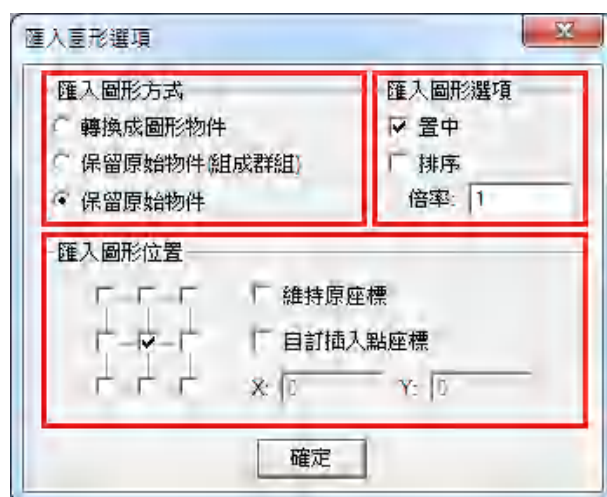 匯入圖形選項
匯入圖形方式
轉換成圖形物件
保留原始物件(組成群組)
保留原始物件
匯入圖形選項
置中
排序
倍率: 1
匯入圖形位置
維持原座標
自訂插入點座標
X: 0 Y: 0
確定